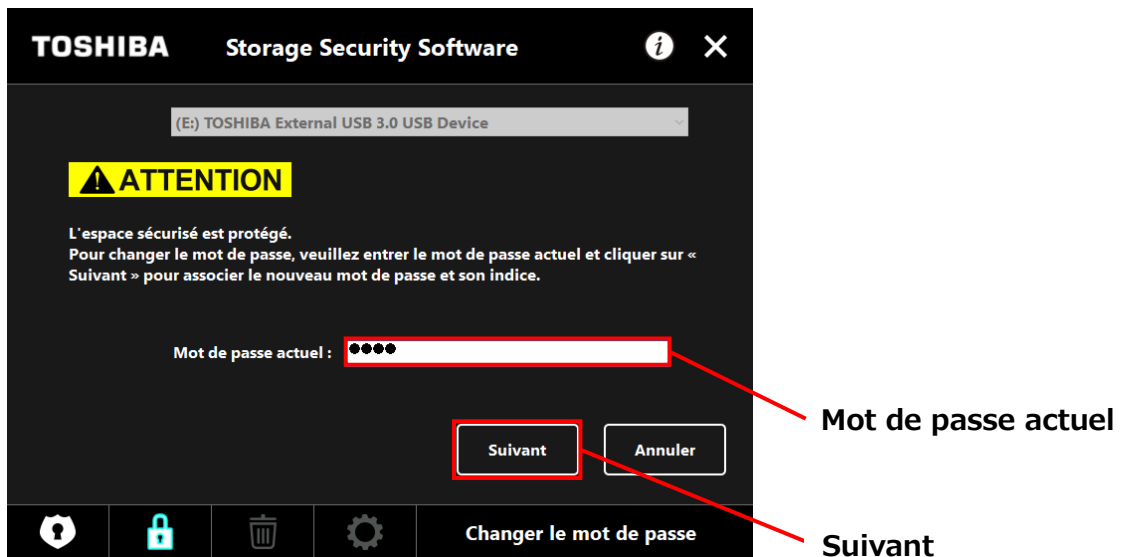 TOSHIBA Storage Security Software
(E:) TOSHIBA External USB 3.0 USB Device
ATTENTION
L'espace sécurisé est protégé.
Pour changer le mot de passe, veuillez entrer le mot de passe actuel et cliquer sur «
Suivant » pour associer le nouveau mot de passe et son indice.
Mot de passe actuel :
Mot de passe actuel
Suivant Annuler
Changer le mot de passe
Suivant